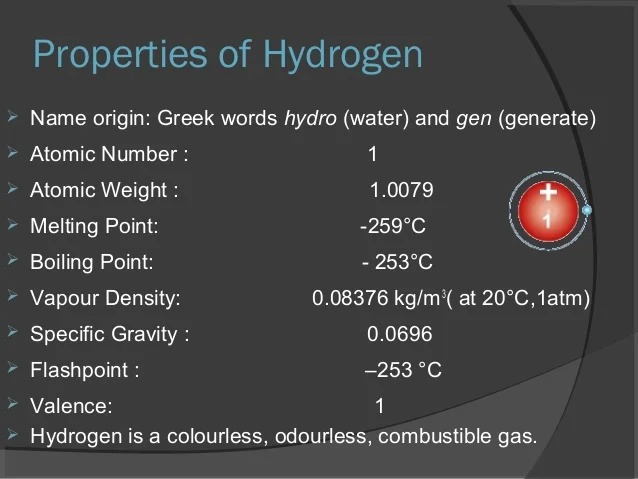 Properties of Hydrogen
➢ Name origin: Greek words hydro (water) and gen (generate)
➢ Atomic Number : 1
➢ Atomic Weight : 1.0079
➢ Melting Point: -259°C
➢ Boiling Point: - 253°C
➢ Vapour Density: 0.08376 kg/m³( at 20°C,1atm)
➢ Specific Gravity : 0.0696
➢ Flashpoint : –253 °C
➢ Valence: 1
➢ Hydrogen is a colourless, odourless, combustible gas.
+
1